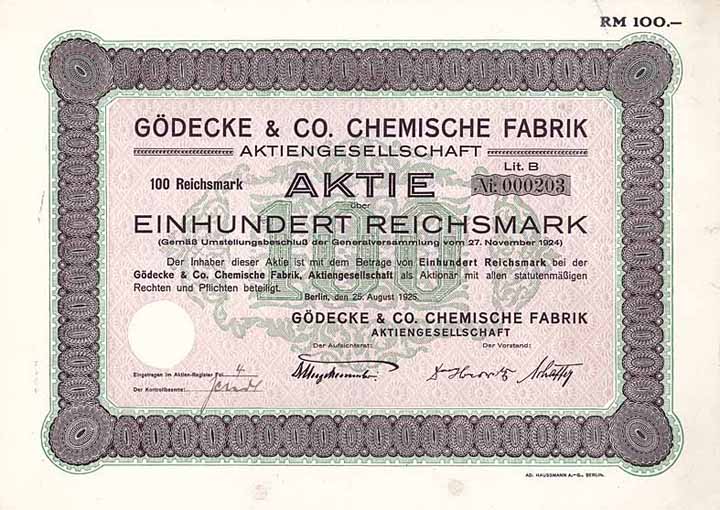 RM 100.—
GÖDECKE & CO. CHEMISCHE FABRIK
AKTIENGESELLSCHAFT
Lit. B
100 Reichsmark AKTIE No: 000203
über
EINHUNDERT REICHSMARK
(Gemäß Umstellungsbeschluß der Generalversammlung vom 27. November 1924)
Der Inhaber dieser Aktie ist mit dem Betrage von Einhundert Reichsmark bei der
Gödecke & Co. Chemische Fabrik, Aktiengesellschaft als Aktionär mit allen statutenmäßigen
Rechten und Pflichten beteiligt.
Berlin, den 25. August 1925.
GÖDECKE & CO. CHEMISCHE FABRIK
AKTIENGESELLSCHAFT
Der Aufsichtsrat: Der Vorstand:
Eingetragen im Aktien-Register Fol. 4
Der Kontrollbeamte:
100
AD. HAUSSMANN A.-G., BERLIN.